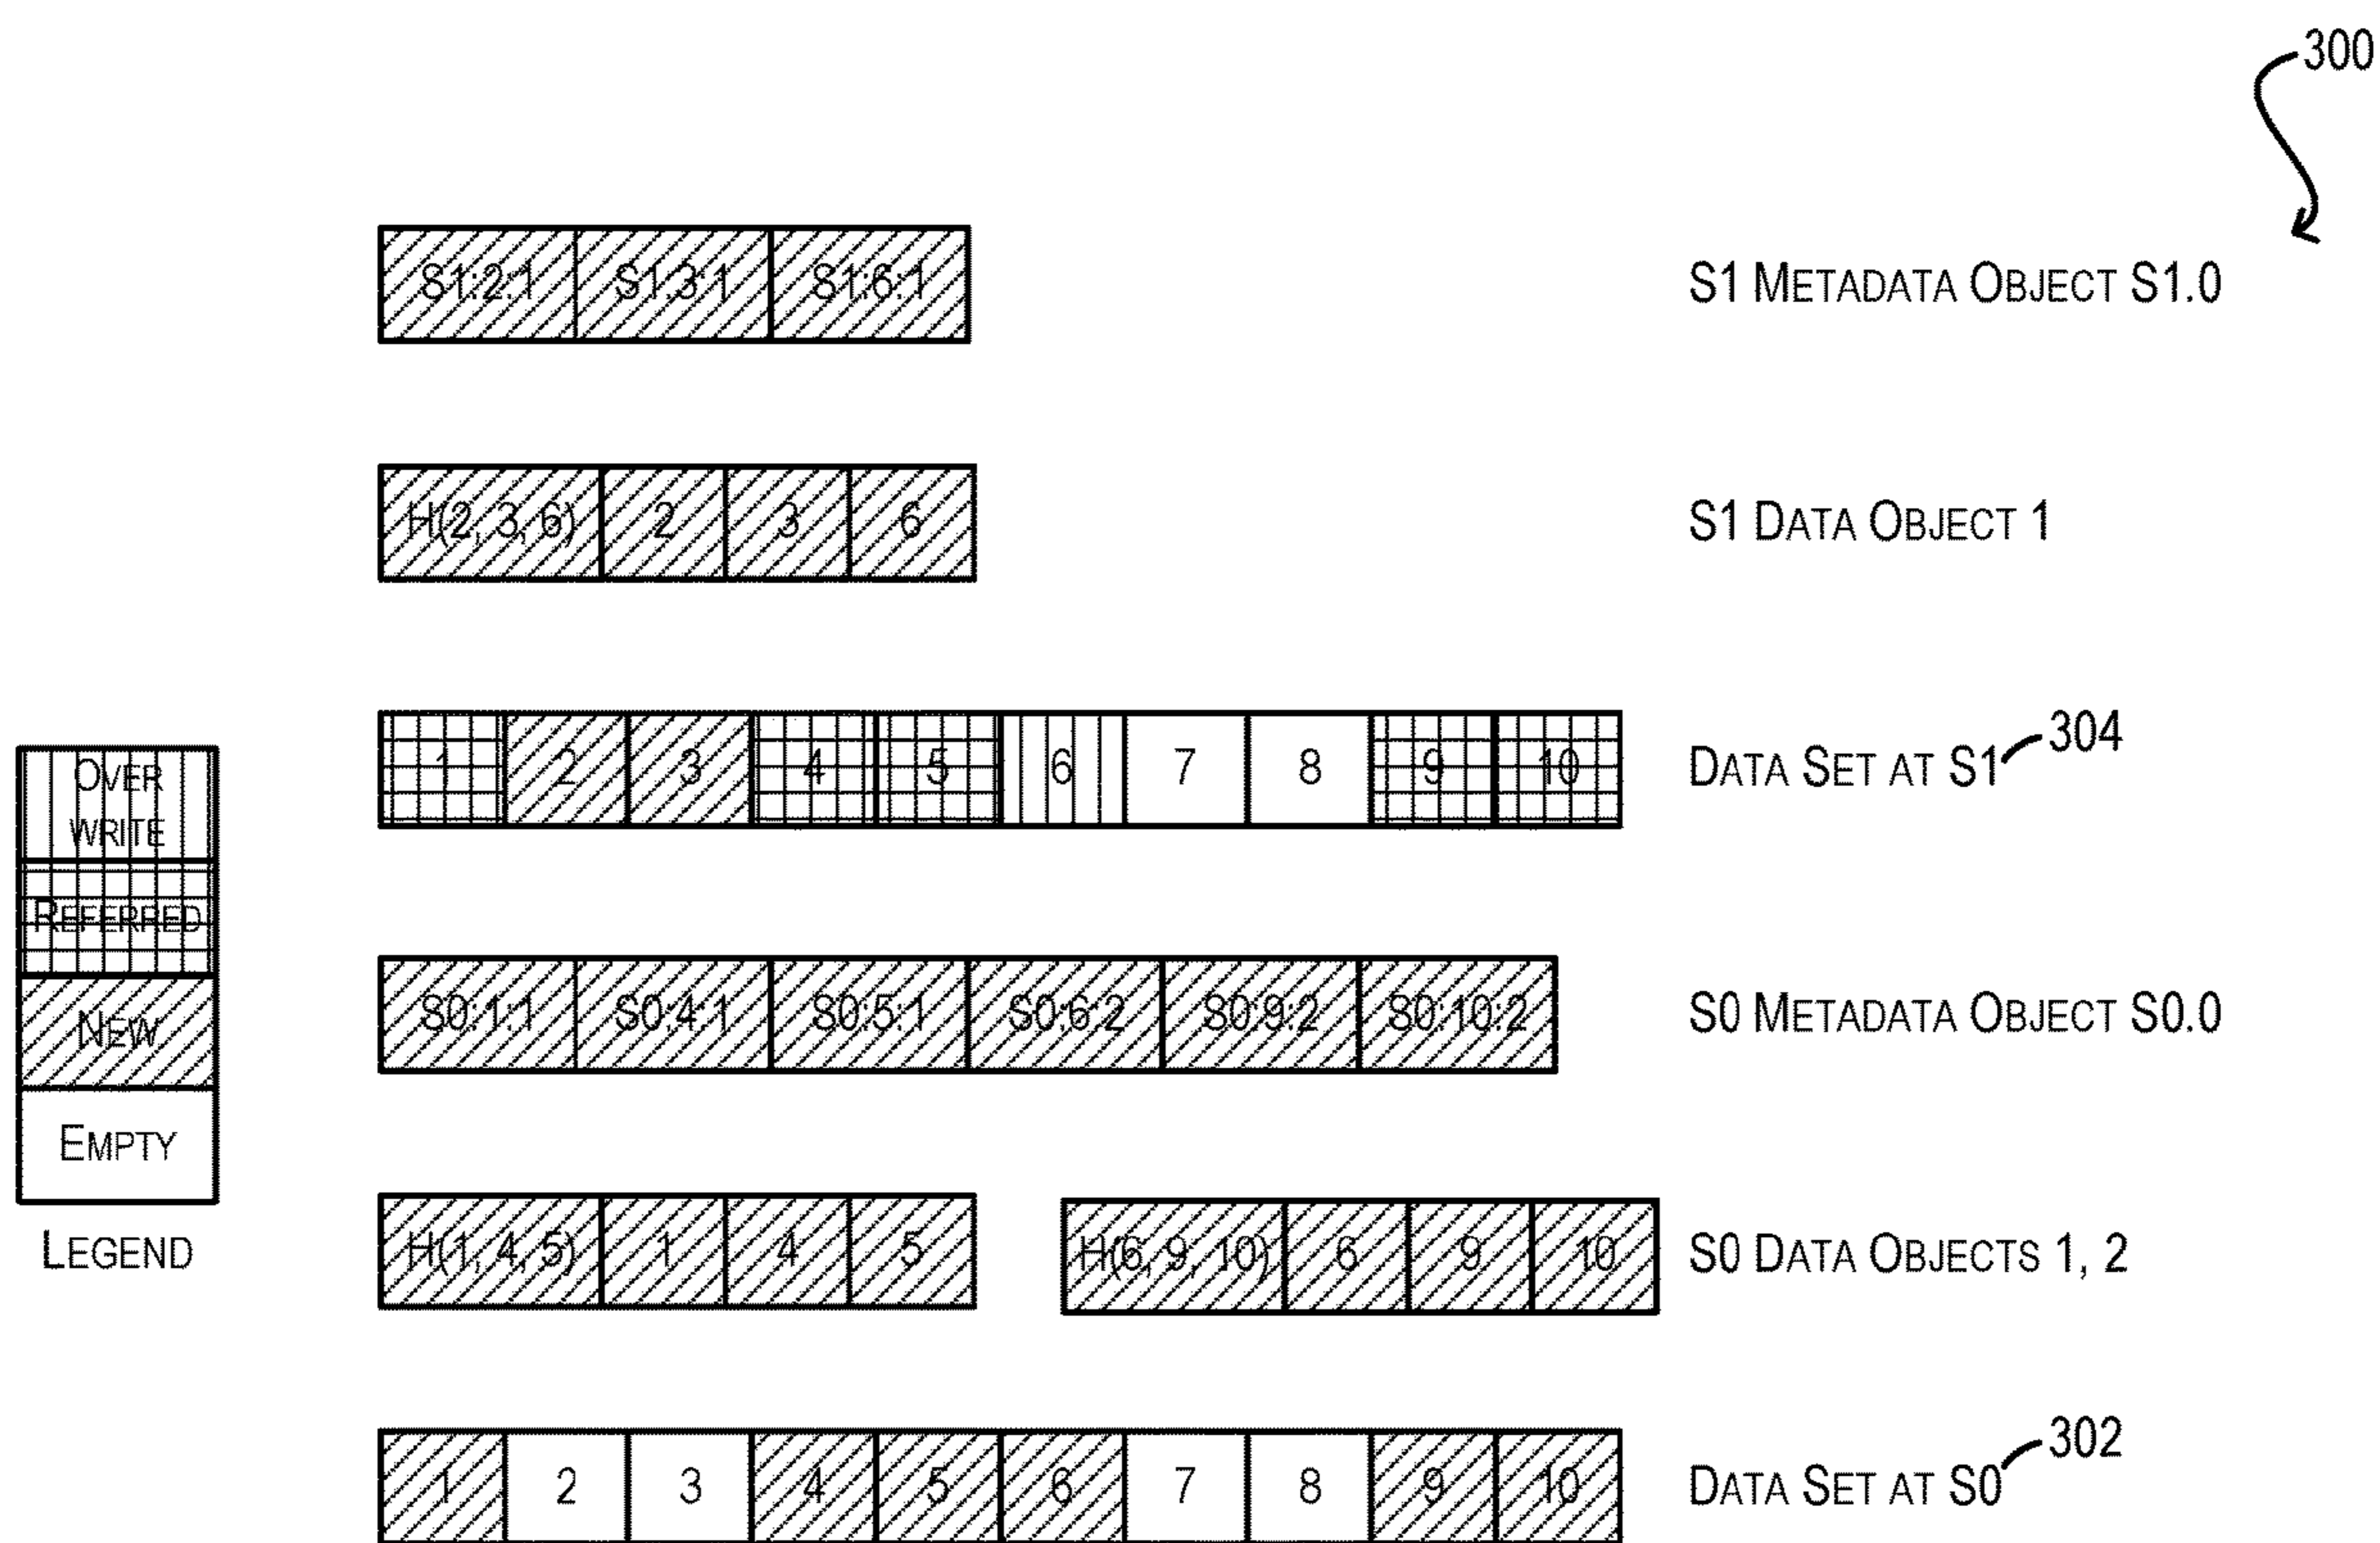 300
S1:2:1 S1:3:1 S1:6:1 S1 METADATA OBJECT S1.0
H(2, 3, 6) 2 3 6 S1 DATA OBJECT 1
1 2 3 4 5 6 7 8 9 10 DATA SET AT S1 304
OVER
WRITE
REFERRED
NEW
EMPTY
LEGEND
S0:1:1 S0:4:1 S0:5:1 S0:6:2 S0:9:2 S0:10:2 S0 METADATA OBJECT S0.0
H(1, 4, 5) 1 4 5 H(6, 9, 10) 6 9 10 S0 DATA OBJECTS 1, 2
1 2 3 4 5 6 7 8 9 10 DATA SET AT S0 302